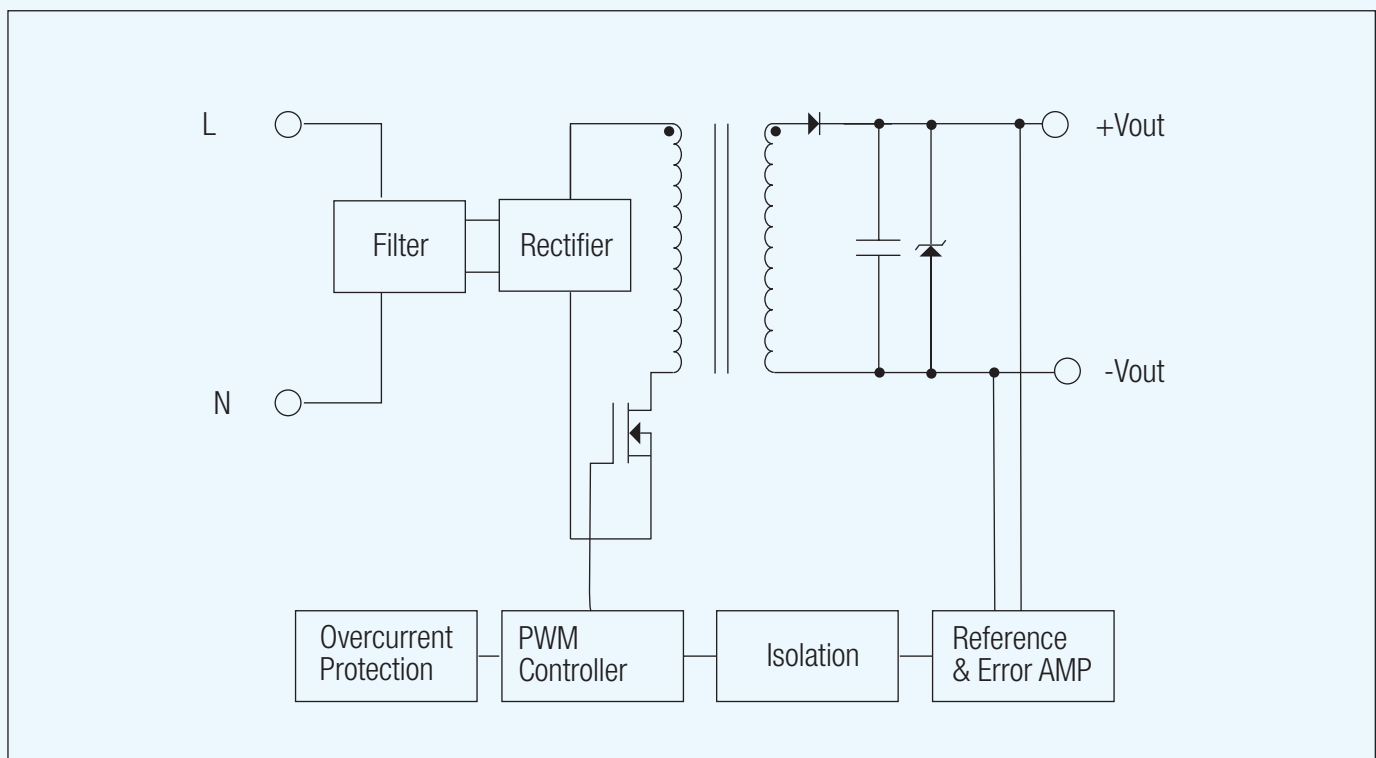 L
+Vout
Filter
Rectifier
-Vout
N
Overcurrent
Protection
PWM
Controller
Isolation
Reference
& Error AMP